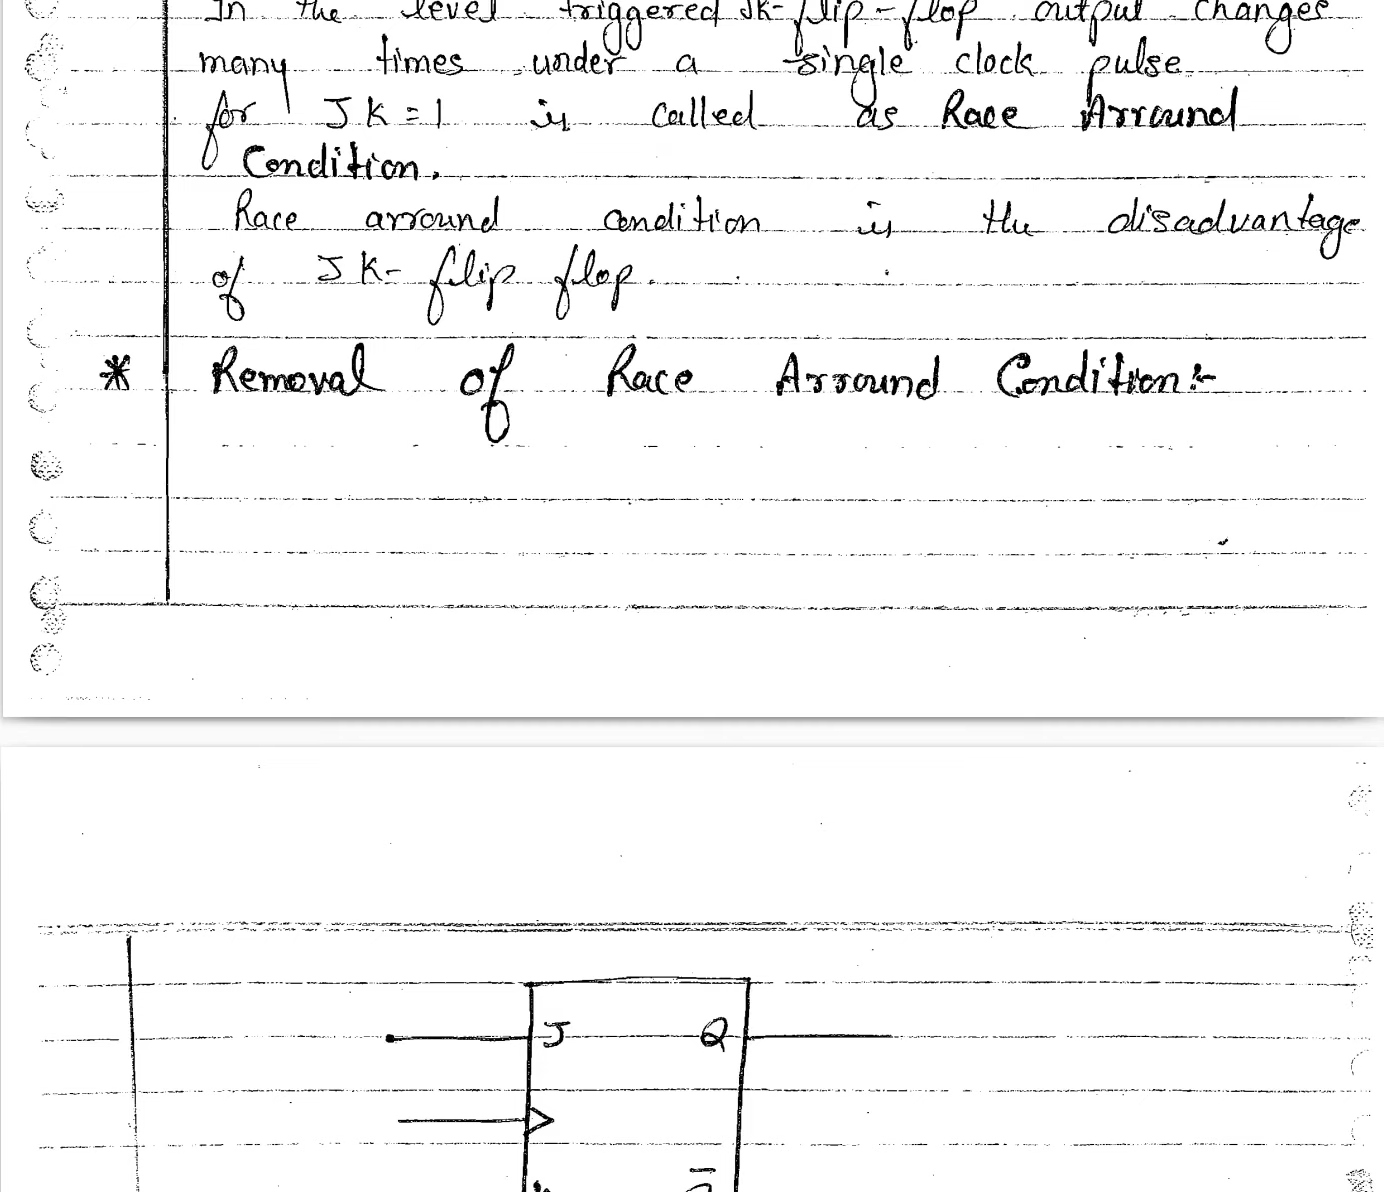 In the level triggered JK-flip-flop output changes
many times under a single clock pulse
for JK=1 is called as Race Arround
Condition.
Race arround condition is the disadvantage
of JK- flip flop.
* Removal of Race Arround Condition:-
J Q